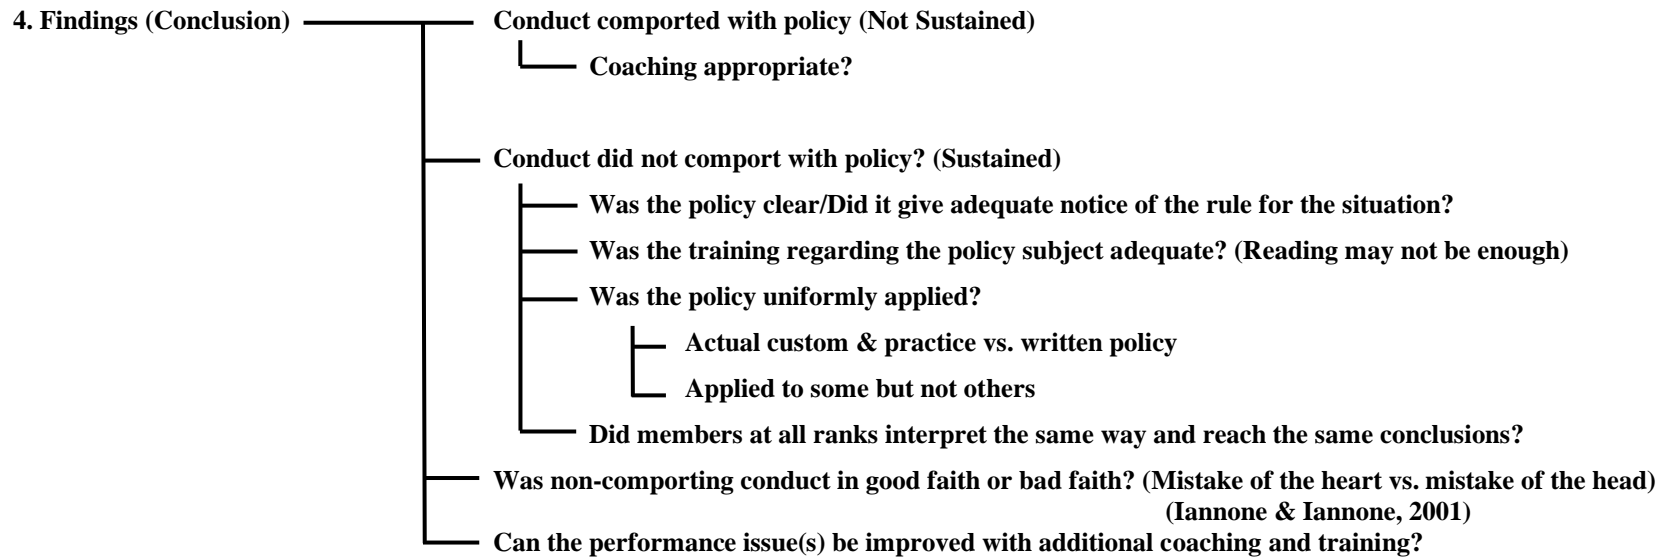 4. Findings (Conclusion) Conduct comported with policy (Not Sustained)
Coaching appropriate?
Conduct did not comport with policy? (Sustained)
Was the policy clear/Did it give adequate notice of the rule for the situation?
Was the training regarding the policy subject adequate? (Reading may not be enough)
Was the policy uniformly applied?
Actual custom & practice vs. written policy
Applied to some but not others
Did members at all ranks interpret the same way and reach the same conclusions?
Was non-comporting conduct in good faith or bad faith? (Mistake of the heart vs. mistake of the head)
(Iannone & Iannone, 2001)
Can the performance issue(s) be improved with additional coaching and training?